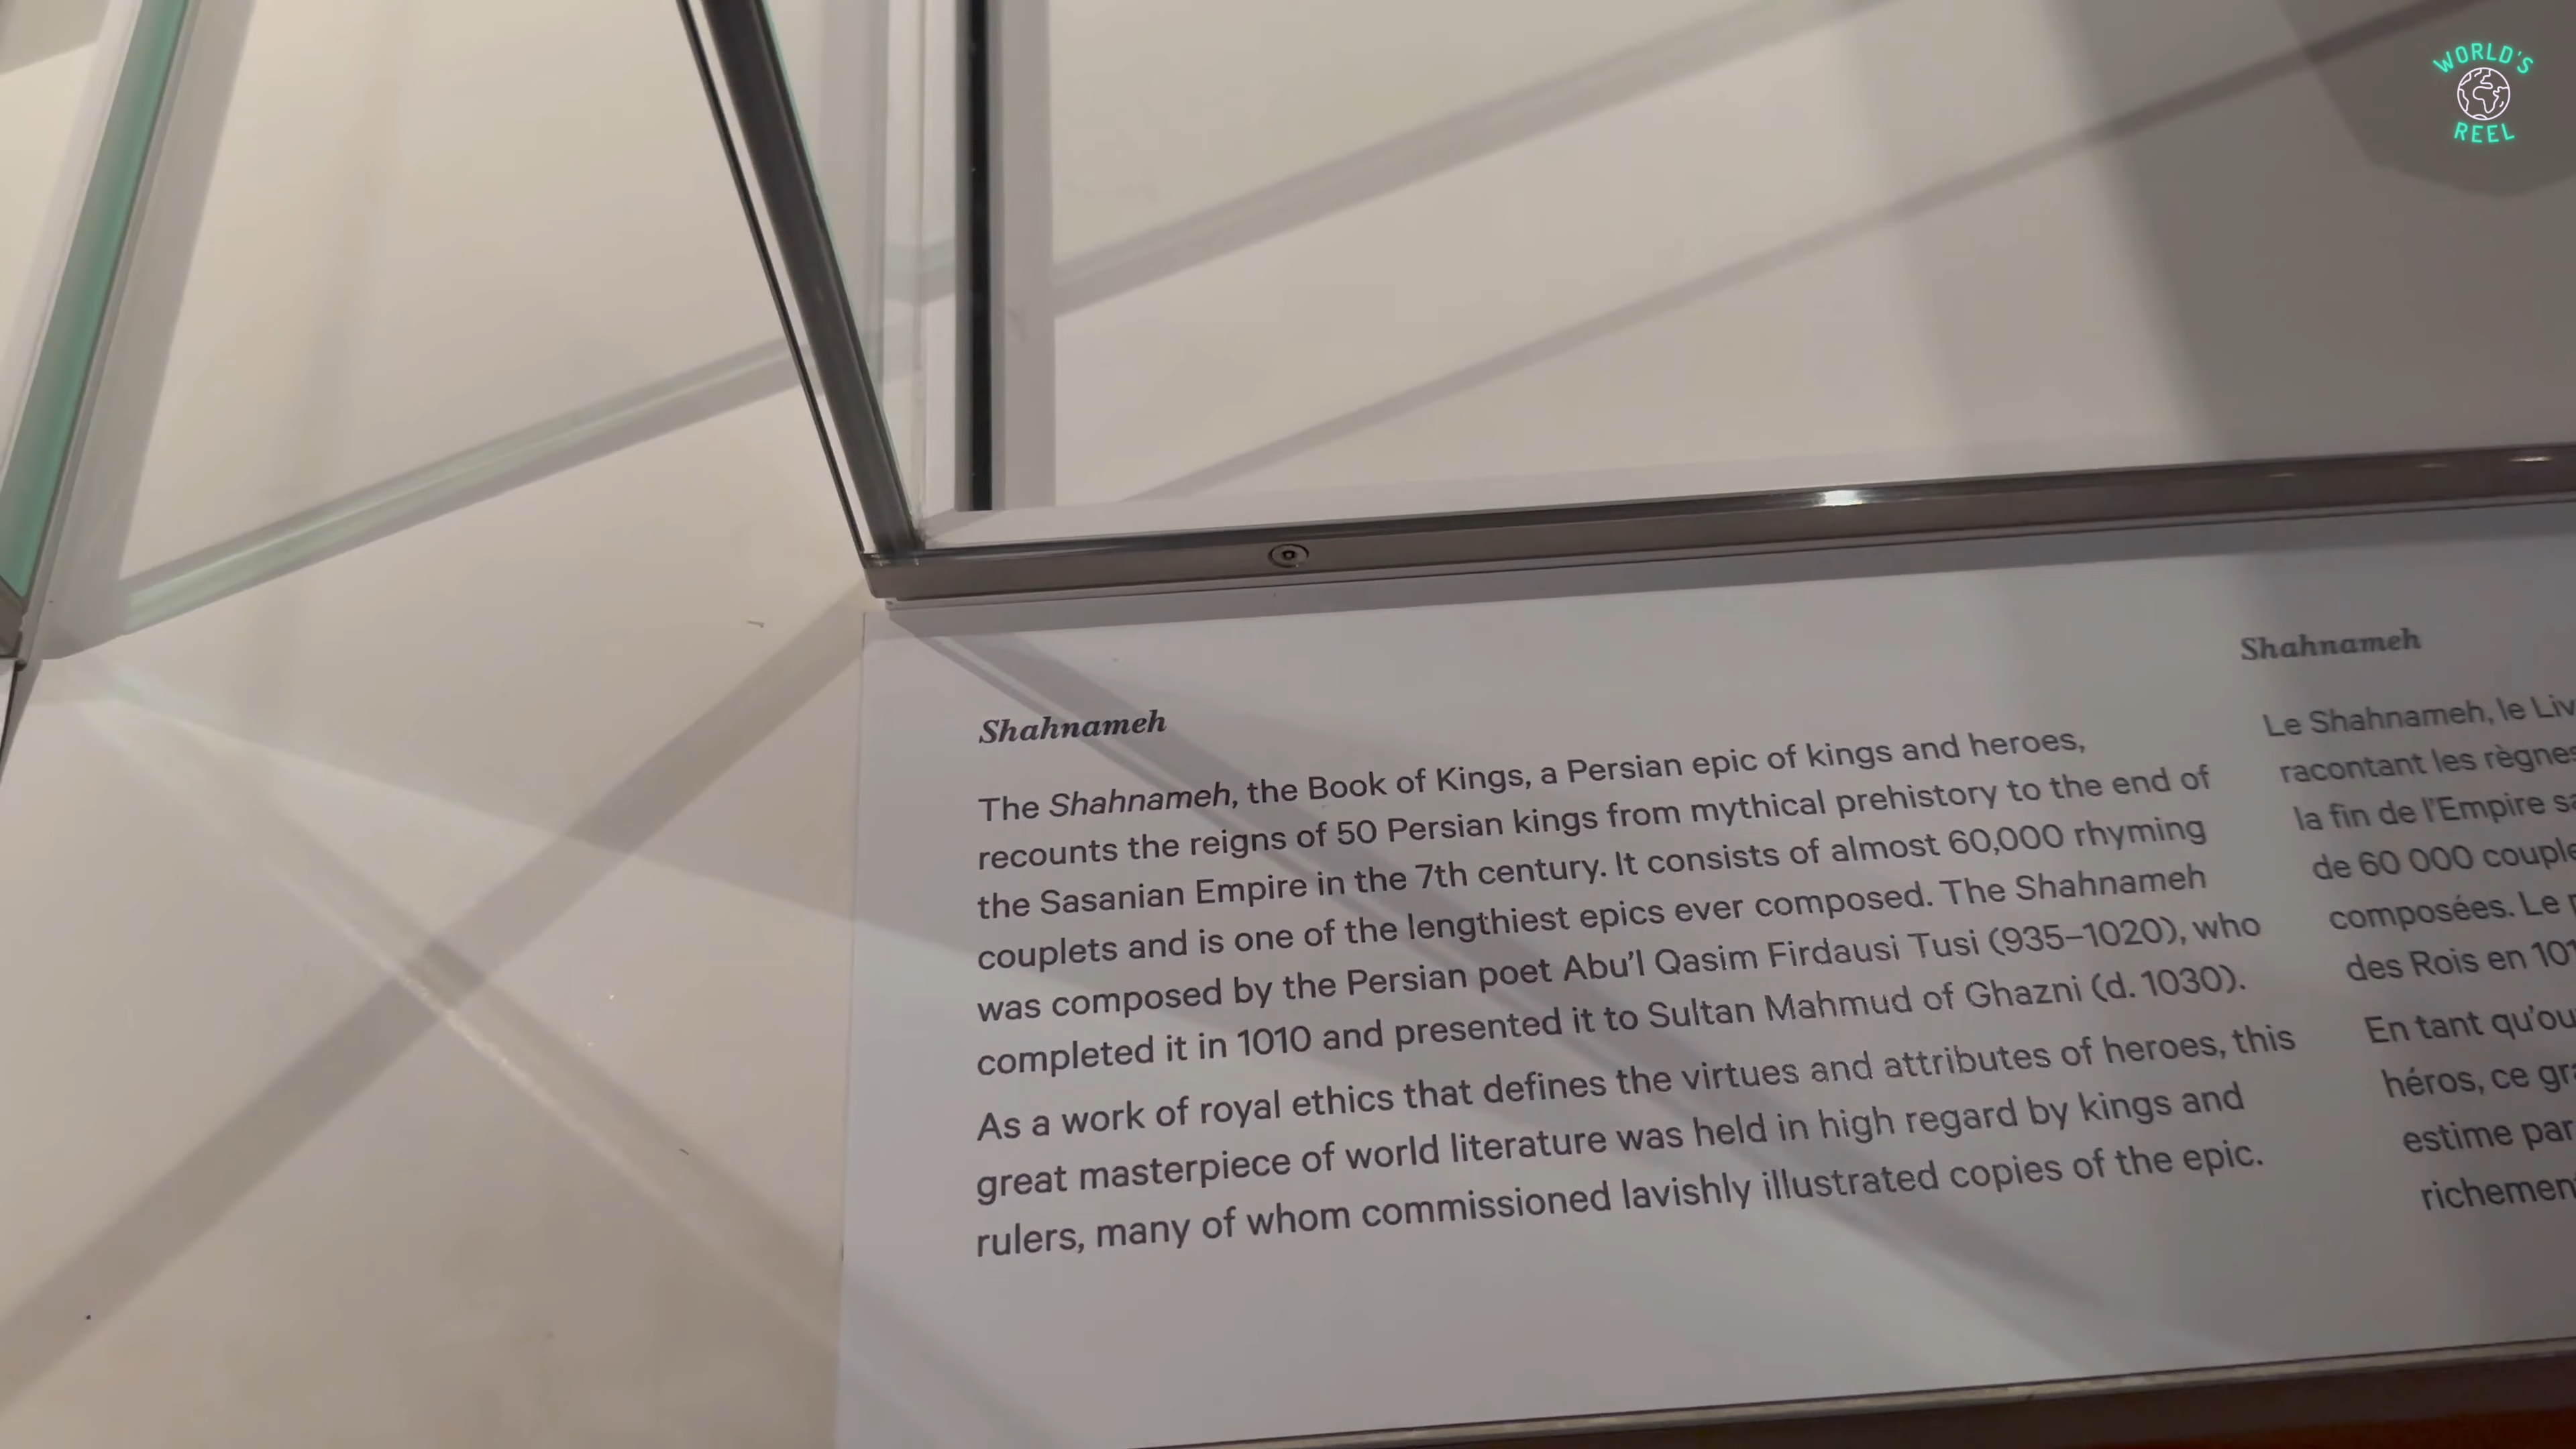 WORLD'S
REEL
Shahnameh
The Shahnameh, the Book of Kings, a Persian epic of kings and heroes,
recounts the reigns of 50 Persian kings from mythical prehistory to the end of
the Sasanian Empire in the 7th century. It consists of almost 60,000 rhyming
couplets and is one of the lengthiest epics ever composed. The Shahnameh
was composed by the Persian poet Abu'l Qasim Firdausi Tusi (935–1020), who
completed it in 1010 and presented it to Sultan Mahmud of Ghazni (d. 1030).
As a work of royal ethics that defines the virtues and attributes of heroes, this
great masterpiece of world literature was held in high regard by kings and
rulers, many of whom commissioned lavishly illustrated copies of the epic.
Shahnameh
Le Shahnameh, le
racontant les
la fin de l'Empire
de 60 000
composées. Le
des Rois en
En tant
héros, ce
estime par